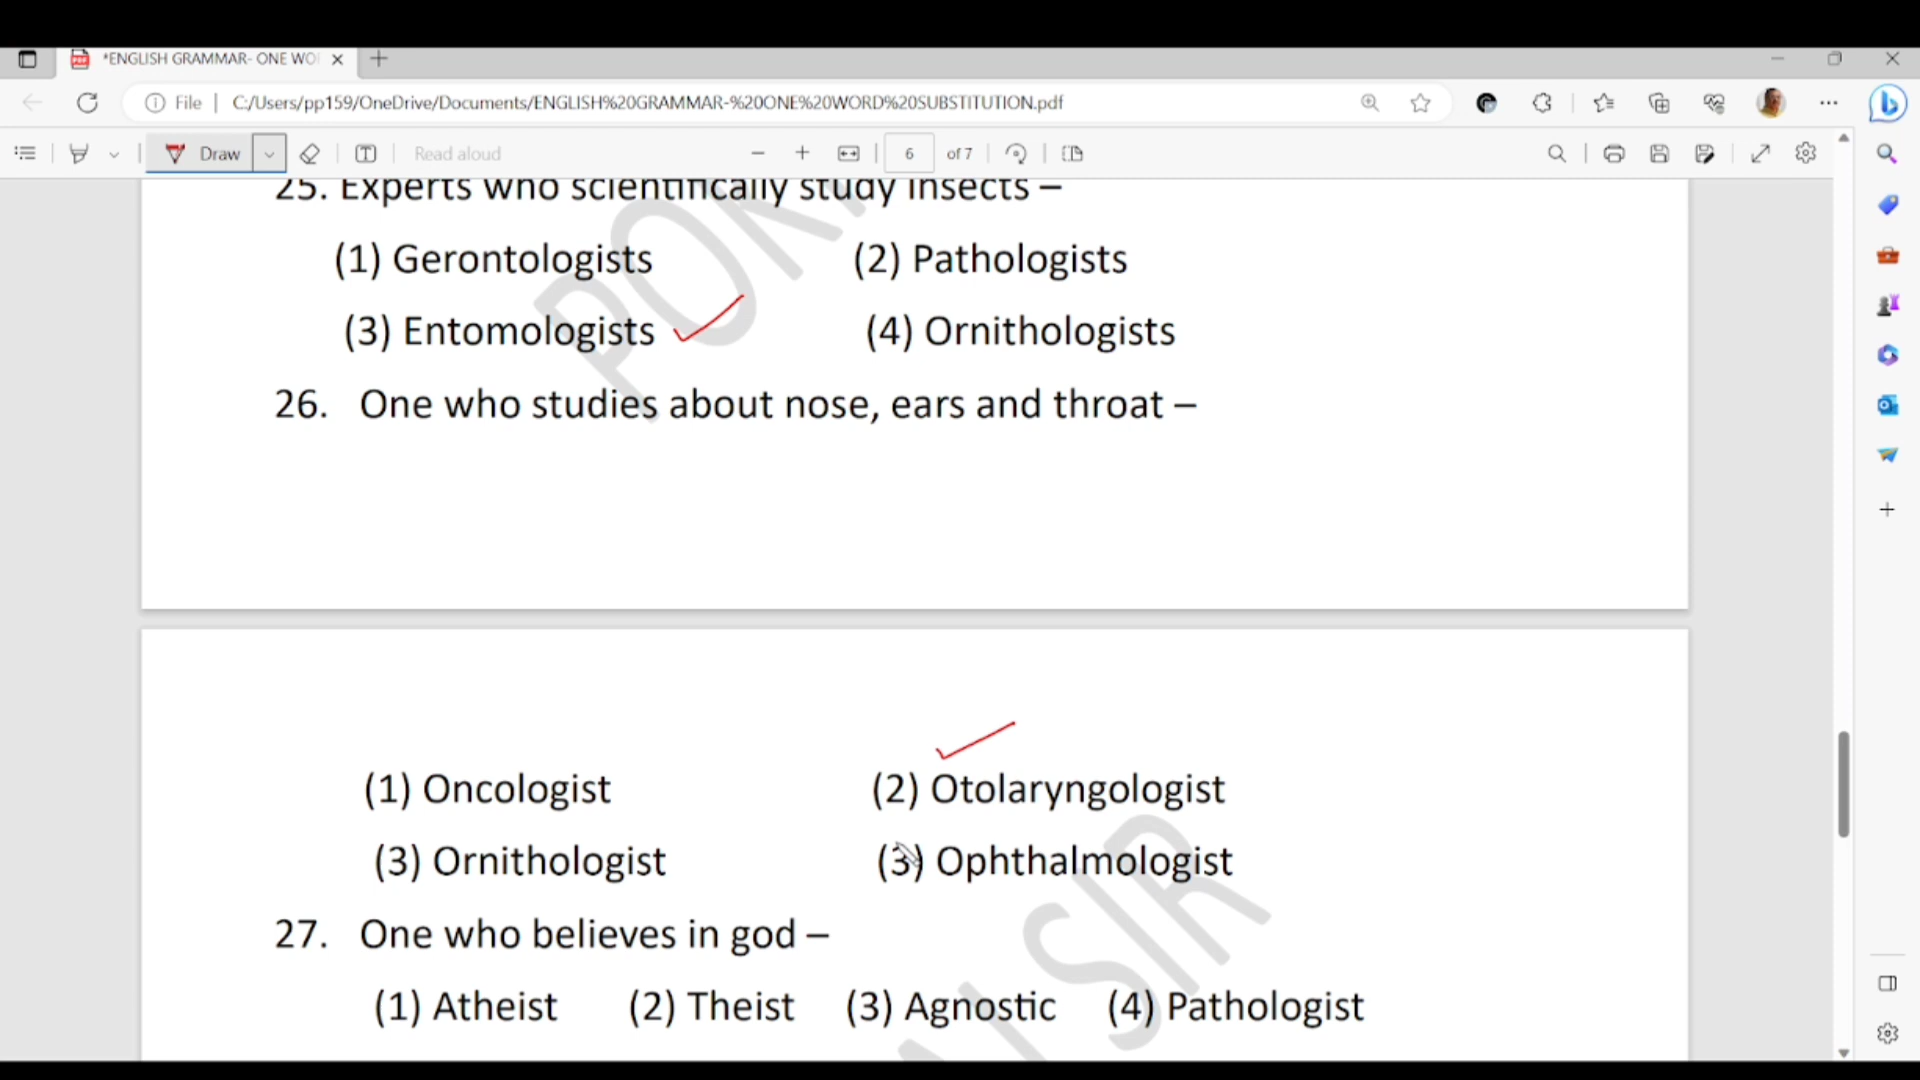 *ENGLISH GRAMMAR- ONE WO
File | C:/Users/pp159/OneDrive/Documents/ENGLISH%20GRAMMAR-%20ONE%20WORD%20SUBSTITUTION.pdf
Draw Read aloud 6 of 7
25. Experts who scientifically study insects –
(1) Gerontologists (2) Pathologists
(3) Entomologists (4) Ornithologists
26. One who studies about nose, ears and throat –
(1) Oncologist (2) Otolaryngologist
(3) Ornithologist (3) Ophthalmologist
27. One who believes in god –
(1) Atheist (2) Theist (3) Agnostic (4) Pathologist
SIR